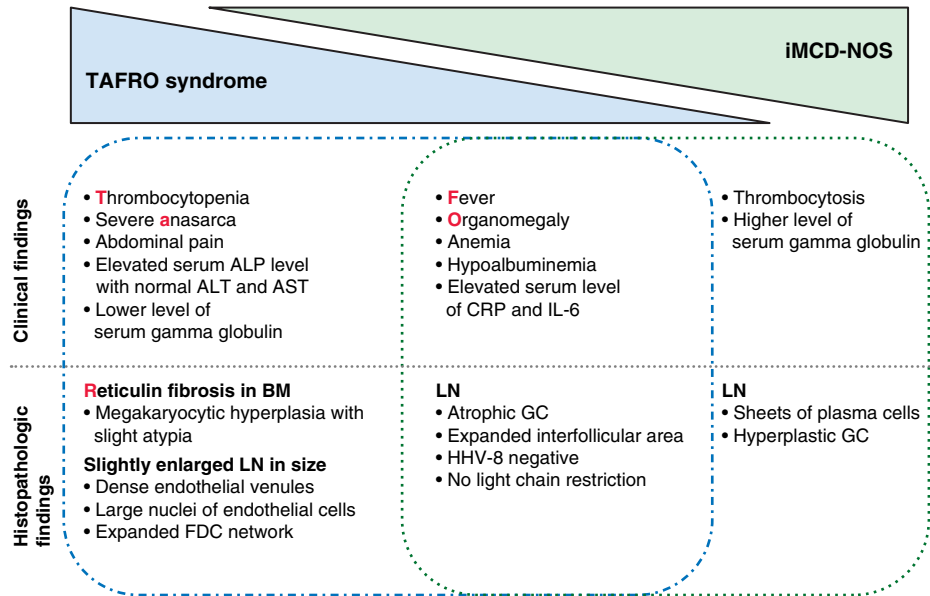 iMCD-NOS
TAFRO syndrome
Clinical findings
• Thrombocytopenia
• Severe anasarca
• Abdominal pain
• Elevated serum ALP level
with normal ALT and AST
• Lower level of
serum gamma globulin
• Fever
• Organomegaly
• Anemia
• Hypoalbuminemia
• Elevated serum level
of CRP and IL-6
• Thrombocytosis
• Higher level of
serum gamma globulin
Histopathologic
findings
Reticulin fibrosis in BM
• Megakaryocytic hyperplasia with
slight atypia
Slightly enlarged LN in size
• Dense endothelial venules
• Large nuclei of endothelial cells
• Expanded FDC network
LN
• Atrophic GC
• Expanded interfollicular area
• HHV-8 negative
• No light chain restriction
LN
• Sheets of plasma cells
• Hyperplastic GC